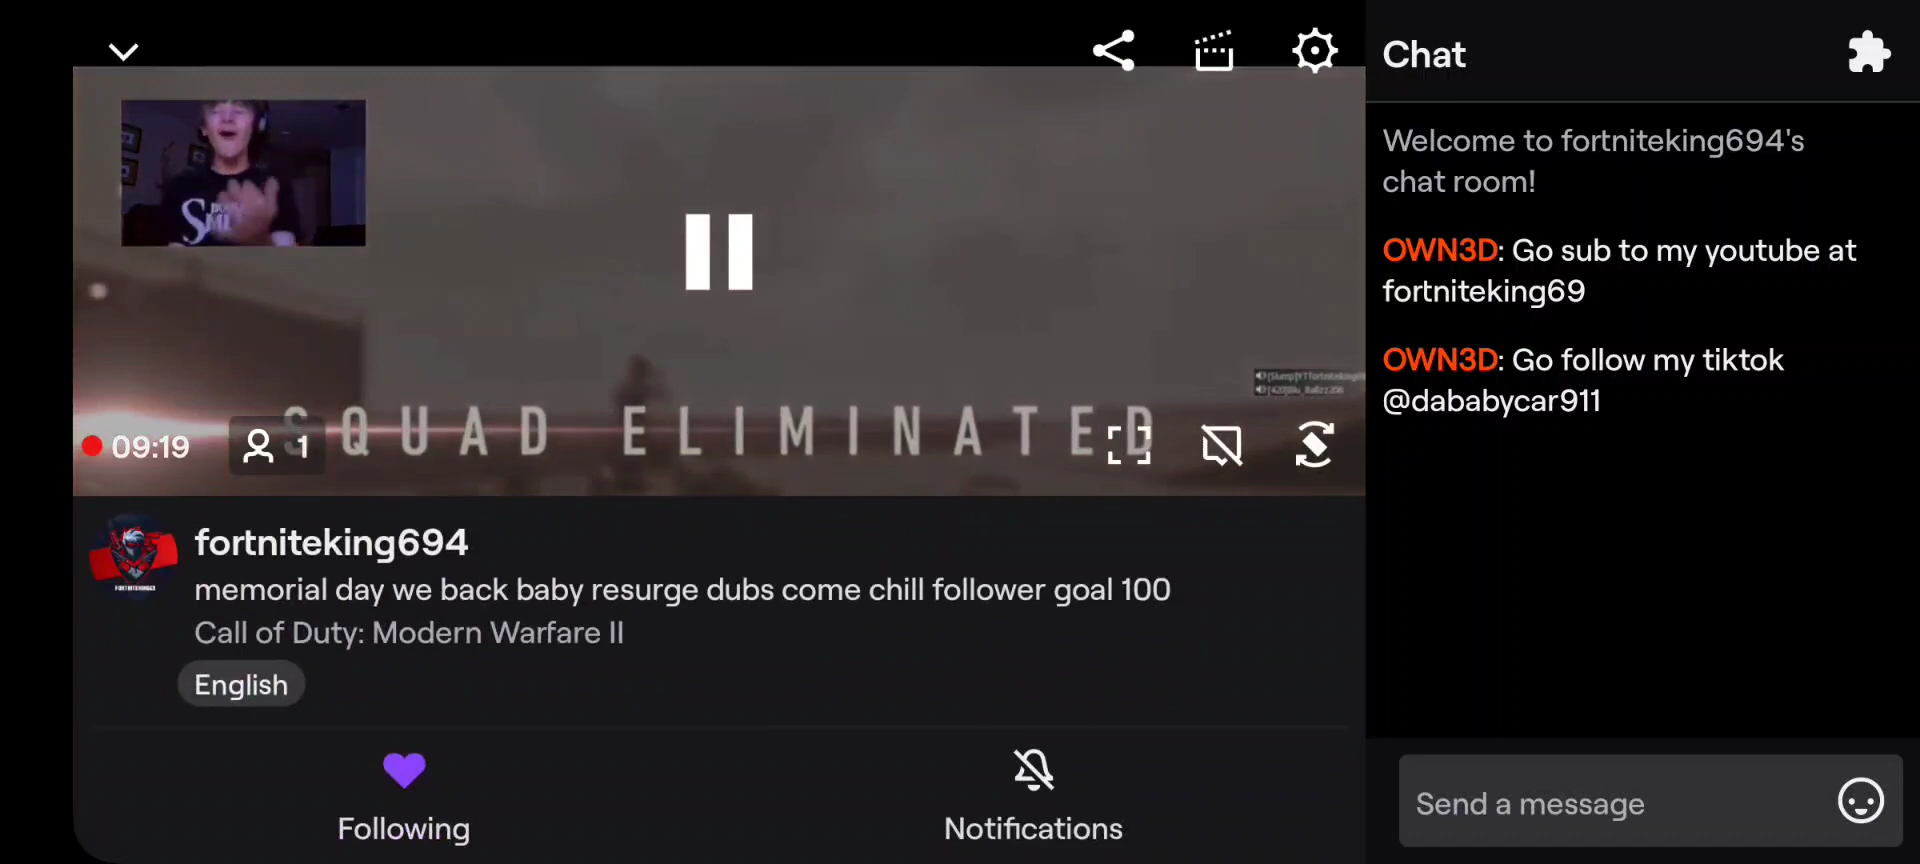 Chat
Welcome to fortniteking694's
chat room!
OWN3D: Go sub to my youtube at
fortniteking69
OWN3D: Go follow my tiktok
@dababycar911
SQUAD ELIMINATED
09:19
1
fortniteking694
memorial day we back baby resurge dubs come chill follower goal 100
Call of Duty: Modern Warfare II
English
Following
Notifications
Send a message